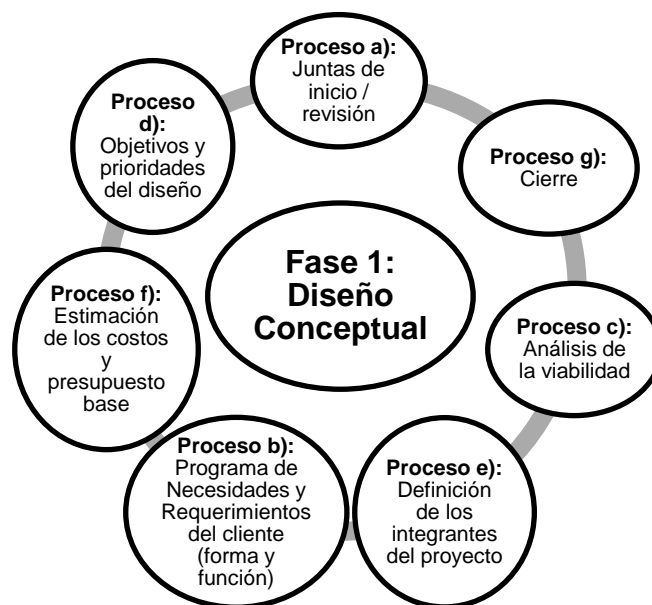 Proceso a):
Juntas de
inicio /
revisión
Proceso g):
Cierre
Proceso c):
Análisis de
la viabilidad
Proceso e):
Definición
de los
integrantes
del proyecto
Proceso b):
Programa de
Necesidades y
Requerimientos
del cliente
(forma y
función)
Proceso f):
Estimación
de los costos
y
presupuesto
base
Proceso
d):
Objetivos y
prioridades
del diseño
Fase 1:
Diseño
Conceptual